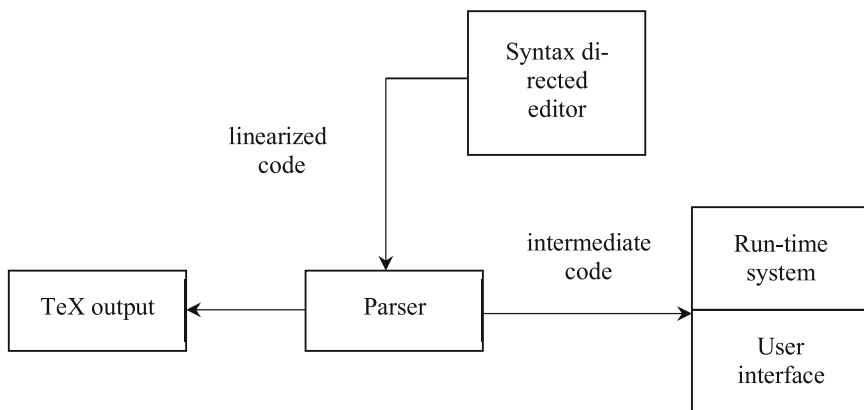 Syntax di-
rected
editor
linearized
code
intermediate
code
Run-time
system
TeX output
Parser
User
interface